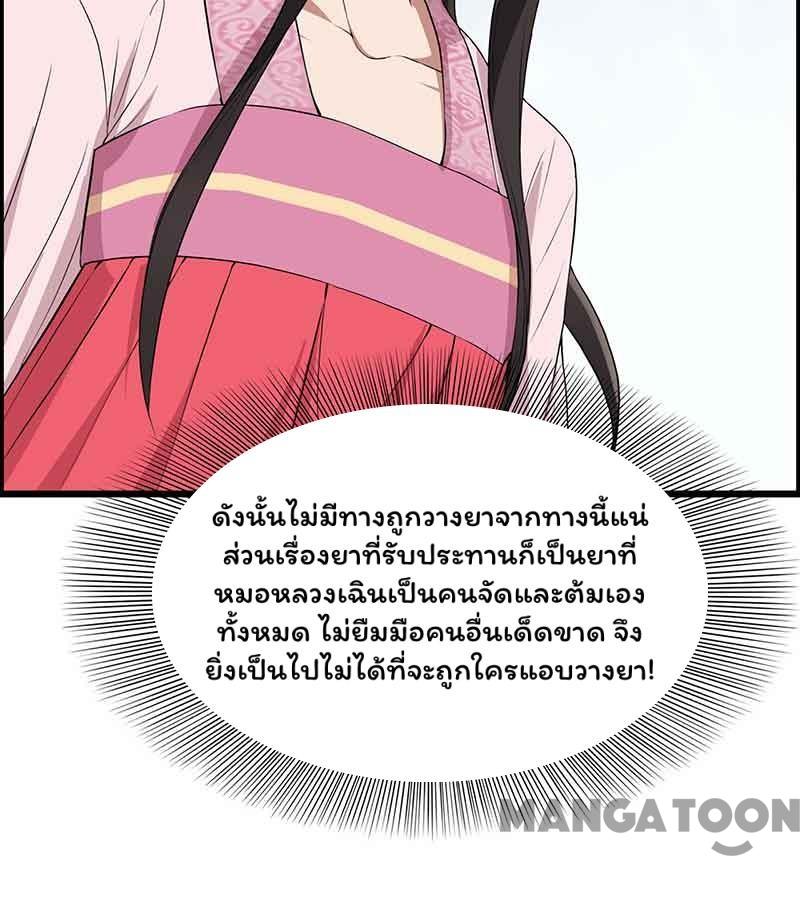 ดังนั้นไม่มีทางถูกวางยาจากทางนี้แน่
ส่วนเรื่องยาที่รับประทานก็เป็นยาที่
หมอหลวงเฉินเป็นคนจัดและต้มเอง
ทั้งหมด ไม่ยืมมือคนอื่นเด็ดขาด จึง
ยิ่งเป็นไปไม่ได้ที่จะถูกใครแอบวางยา!
MANGATOON